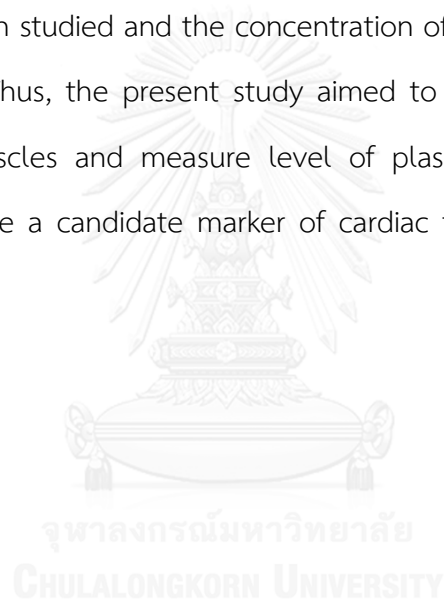 n studied and the concentration of
hus, the present study aimed to
scles and measure level of plas
e a candidate marker of cardiac
จุฬาลงกรณ์มหาวิทยาลัย
CHULALONGKORN UNIVERSITY